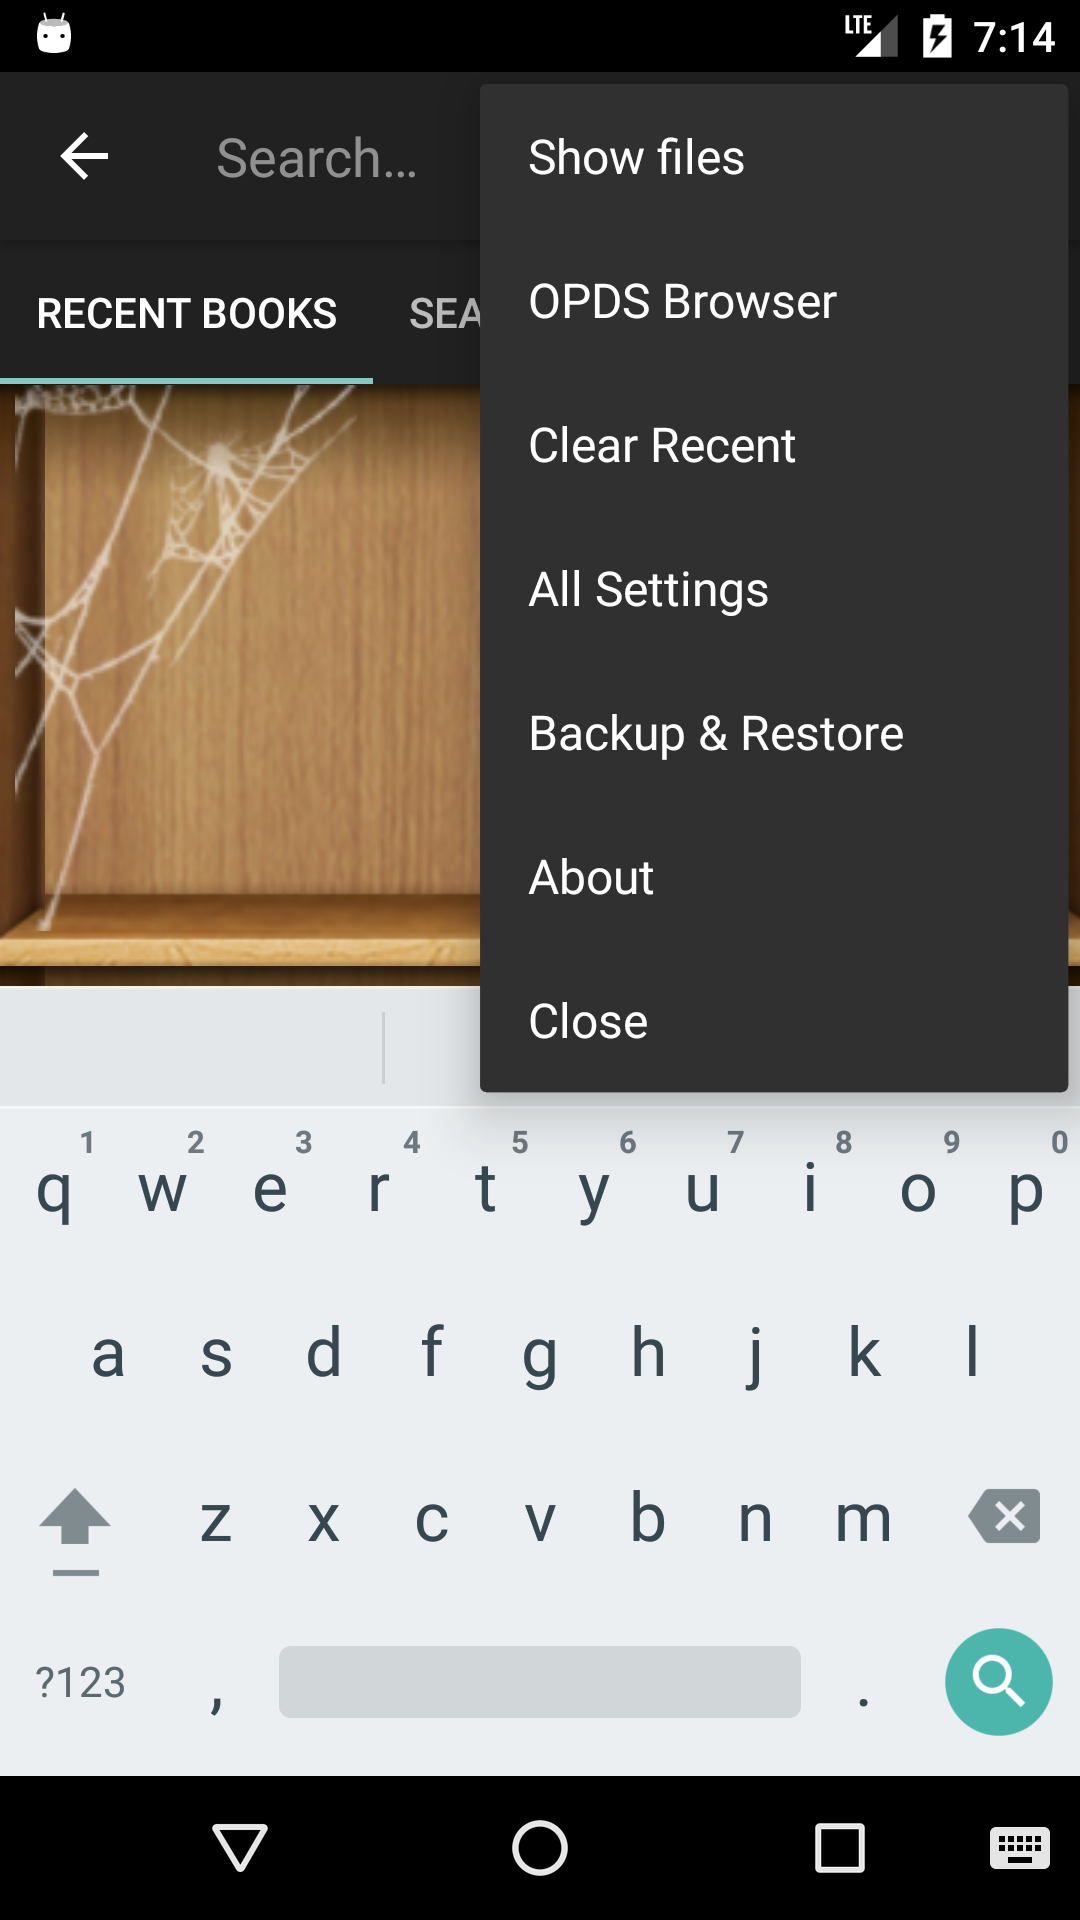 LTE 7:14
Search...
RECENT BOOKS SEA
Show files
OPDS Browser
Clear Recent
All Settings
Backup & Restore
About
Close
1 2 3 4 5 6 7 8 9 0
q w e r t y u i o p
a s d f g h j k l
z x c v b n m
?123 , .